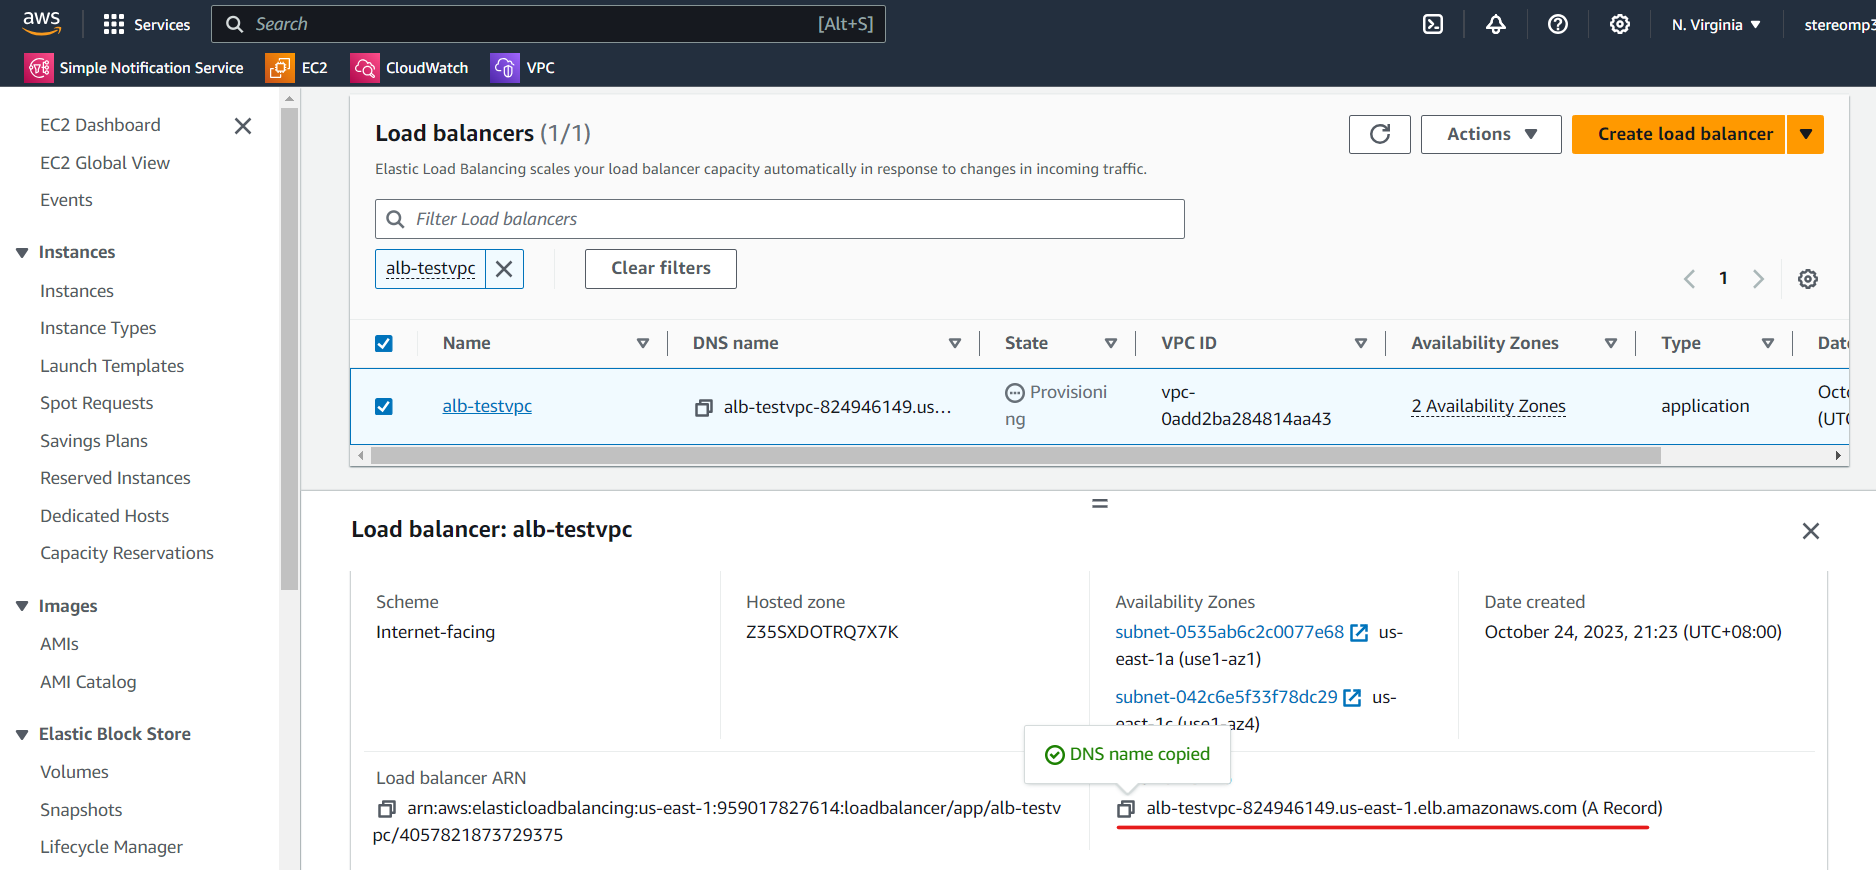 aws
Services
Search
[Alt+S]
N. Virginia
stereomp3
Simple Notification Service
EC2
CloudWatch
VPC
EC2 Dashboard
EC2 Global View
Events
Instances
Instances
Instance Types
Launch Templates
Spot Requests
Savings Plans
Reserved Instances
Dedicated Hosts
Capacity Reservations
Images
AMIs
AMI Catalog
Elastic Block Store
Volumes
Snapshots
Lifecycle Manager
Load balancers (1/1)
Actions
Create load balancer
Elastic Load Balancing scales your load balancer capacity automatically in response to changes in incoming traffic.
Filter Load balancers
alb-testvpc
Clear filters
1
Name
DNS name
State
VPC ID
Availability Zones
Type
Dat
alb-testvpc
alb-testvpc-824946149.us...
Provisioni
ng
vpc-
0add2ba284814aa43
2 Availability Zones
application
Octo
(UTC
Load balancer: alb-testvpc
Scheme
Internet-facing
Hosted zone
Z35SXDOTRQ7X7K
Availability Zones
subnet-0535ab6c2c0077e68 us-
east-1a (use1-az1)
subnet-042c6e5f33f78dc29 us-
east-1c (use1-az4)
Date created
October 24, 2023, 21:23 (UTC+08:00)
DNS name copied
Load balancer ARN
arn:aws:elasticloadbalancing:us-east-1:959017827614:loadbalancer/app/alb-testv
pc/4057821873729375
alb-testvpc-824946149.us-east-1.elb.amazonaws.com (A Record)